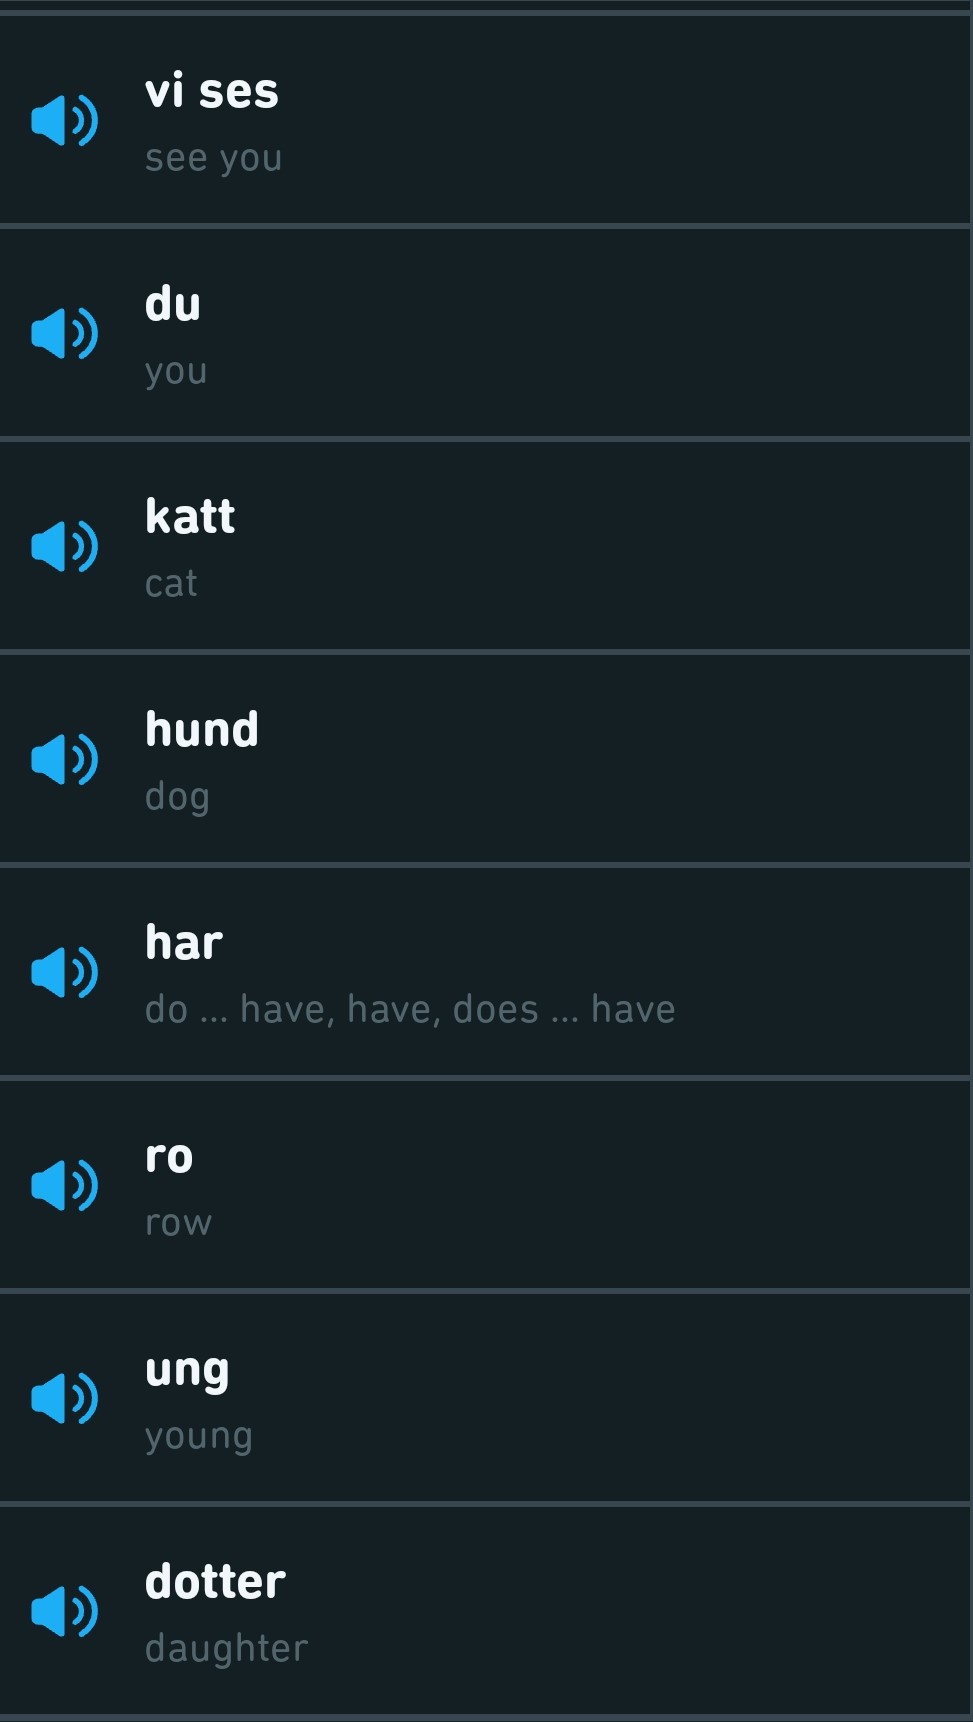 vi ses
see you
du
you
katt
cat
hund
dog
har
do ... have, have, does ... have
ro
row
ung
young
dotter
daughter